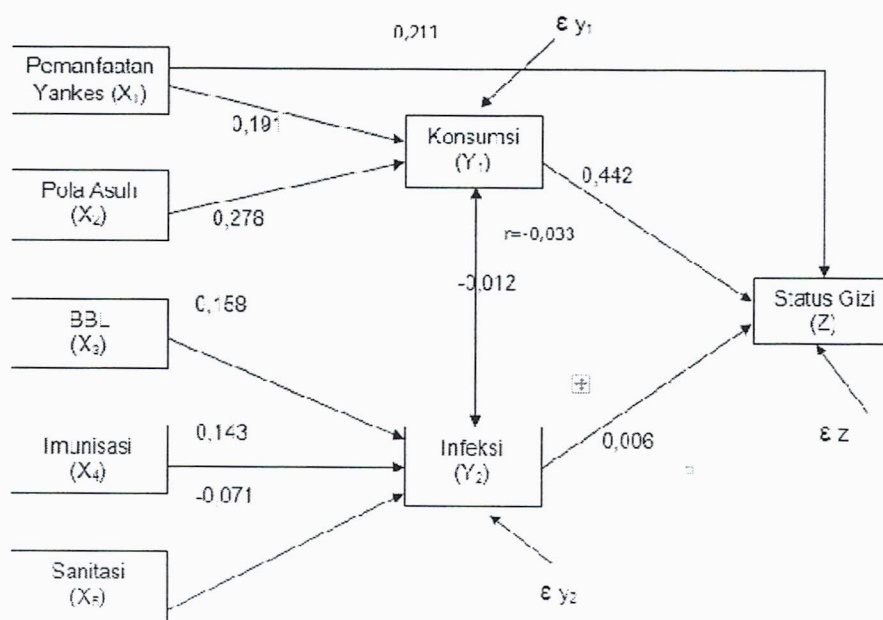 0,211
ε y₁
Pemanfaatan
Yankes (X₁)
0,191
Konsumsi
(Y₁)
0,442
Pola Asuh
(X₂)
0,278
r=-0,033
-0,012
Status Gizi
(Z)
0,158
BBL
(X₃)
Imunisasi
(X₄)
0,143
-0,071
Infeksi
(Y₂)
0,006
ε z
Sanitasi
(X₅)
ε y₂